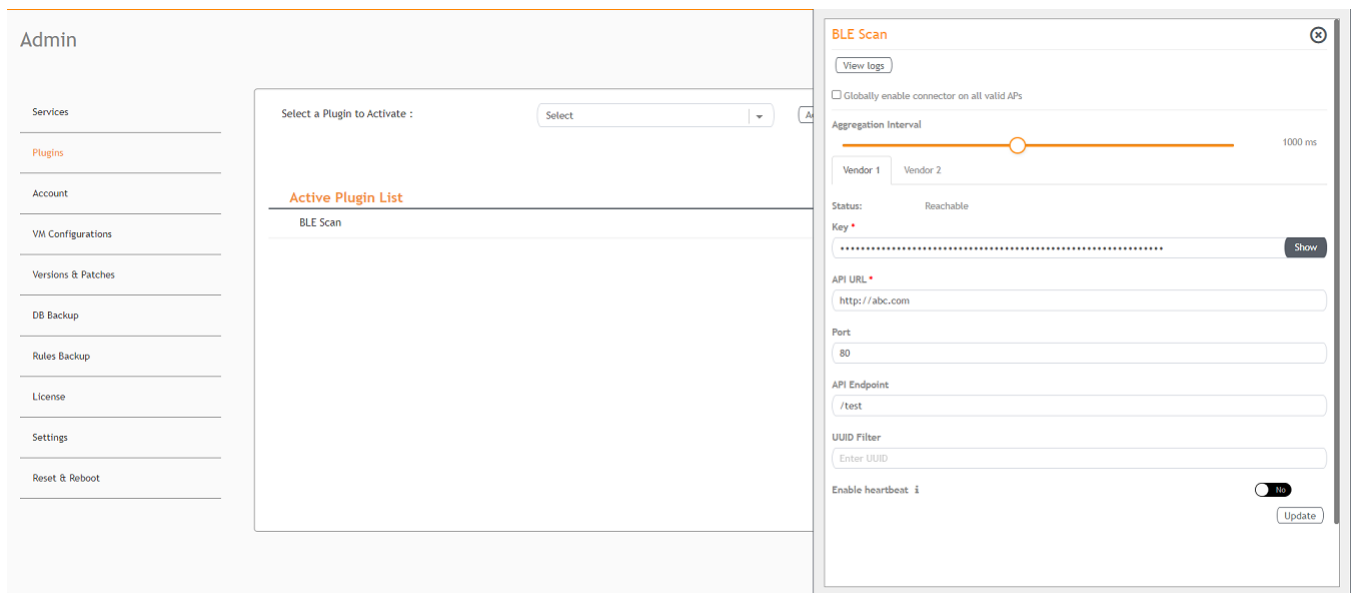 Admin
Services
Plugins
Account
VM Configurations
Versions & Patches
DB Backup
Rules Backup
License
Settings
Reset & Reboot
Select a Plugin to Activate :
Select
Active Plugin List
BLE Scan
BLE Scan
View logs
Globally enable connector on all valid APs
Aggregation Interval
1000 ms
Vendor 1 Vendor 2
Status: Reachable
Key *
Show
API URL *
http://abc.com
Port
80
API Endpoint
/test
UUID Filter
Enter UUID
Enable heartbeat i
No
Update